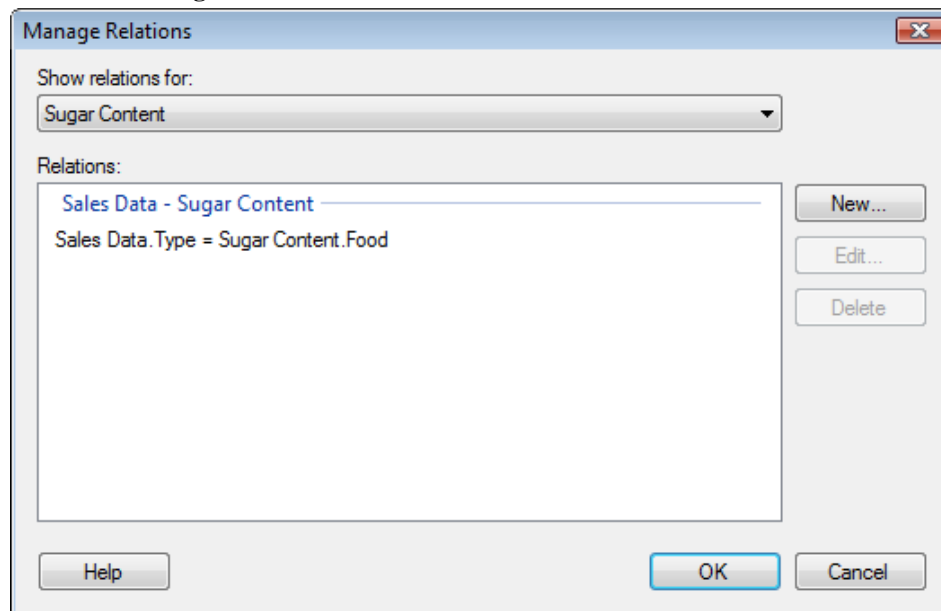 Manage Relations
Show relations for:
Sugar Content
Relations:
Sales Data - Sugar Content
Sales Data.Type = Sugar Content.Food
New...
Edit...
Delete
Help
OK
Cancel